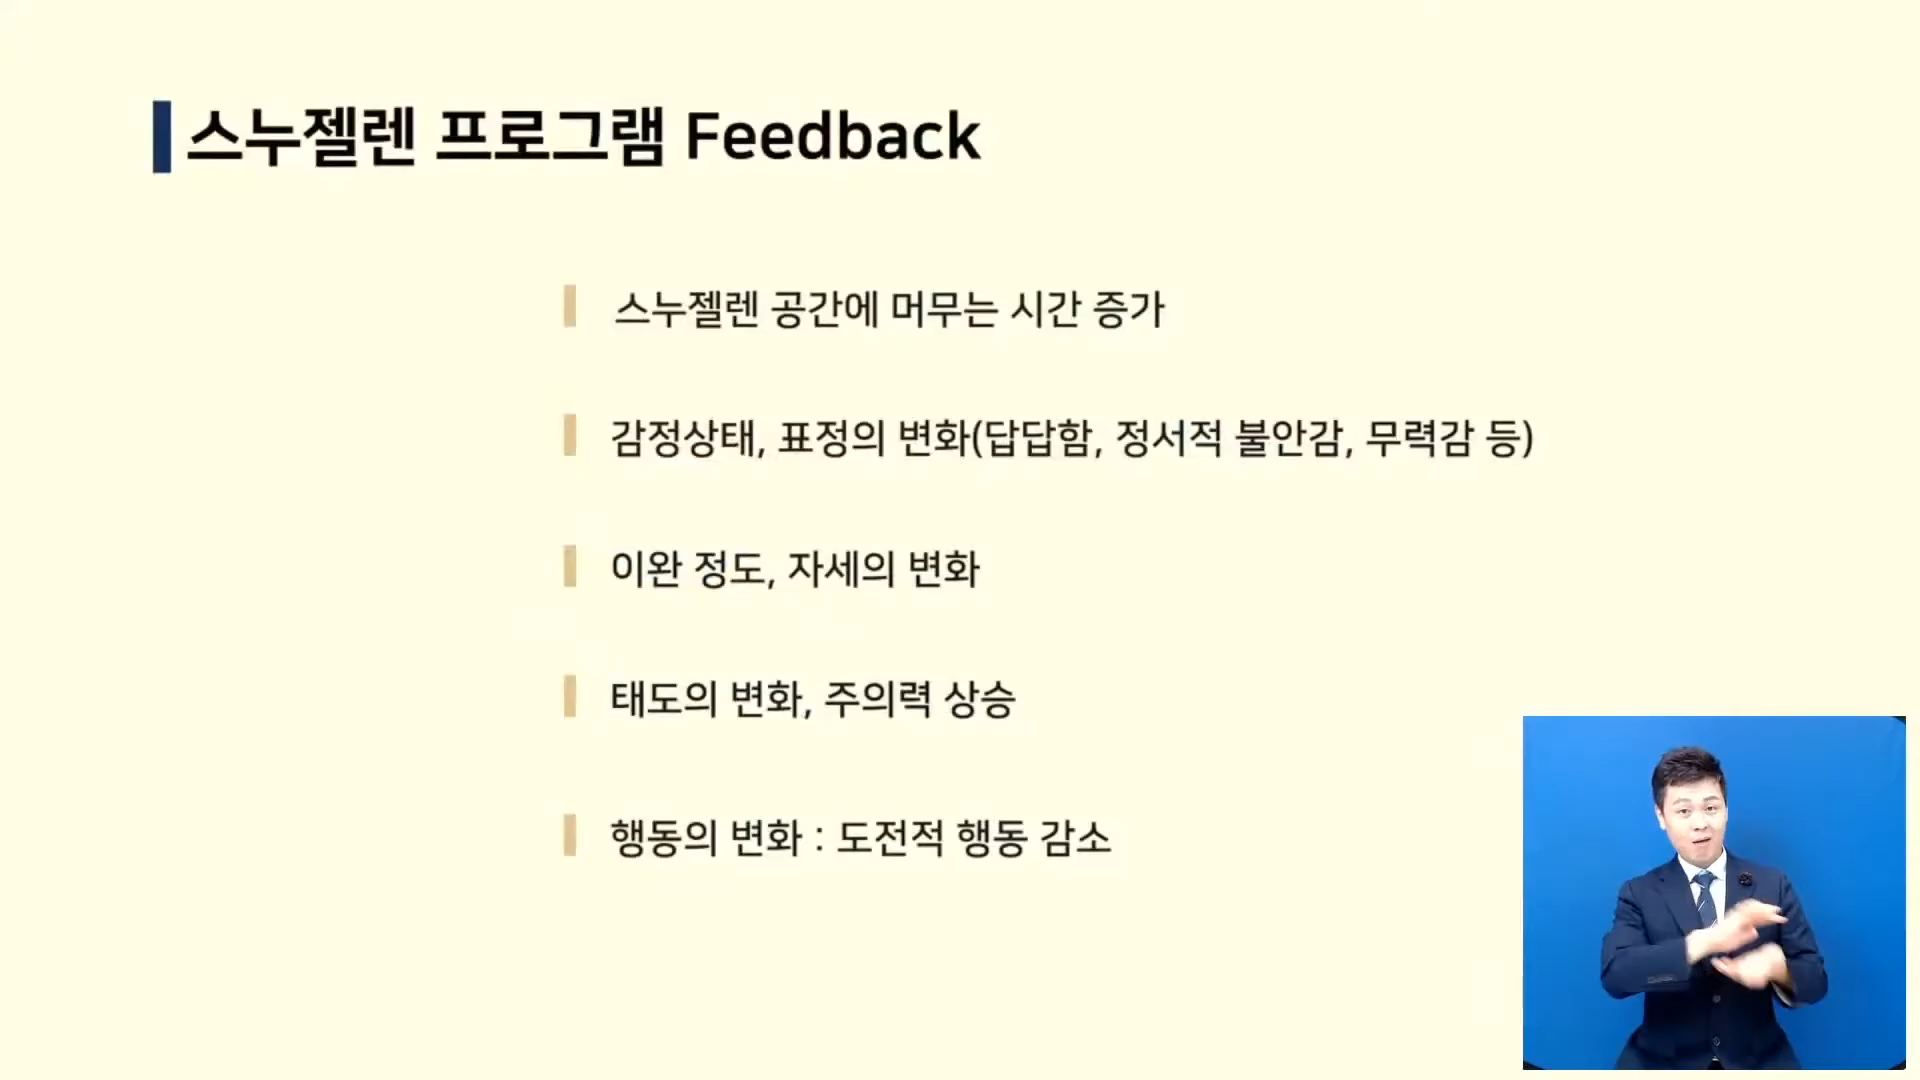 스누젤렌 프로그램 Feedback
스누젤렌 공간에 머무는 시간 증가
감정상태, 표정의 변화(답답함, 정서적 불안감, 무력감 등)
이완 정도, 자세의 변화
태도의 변화, 주의력 상승
행동의 변화 : 도전적 행동 감소